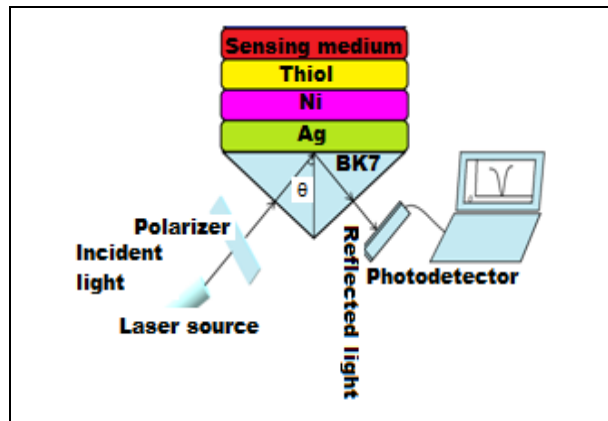 Sensing medium
Thiol
Ni
Ag
BK7
θ
Polarizer
Incident
light
Laser source
Reflected light
Photodetector